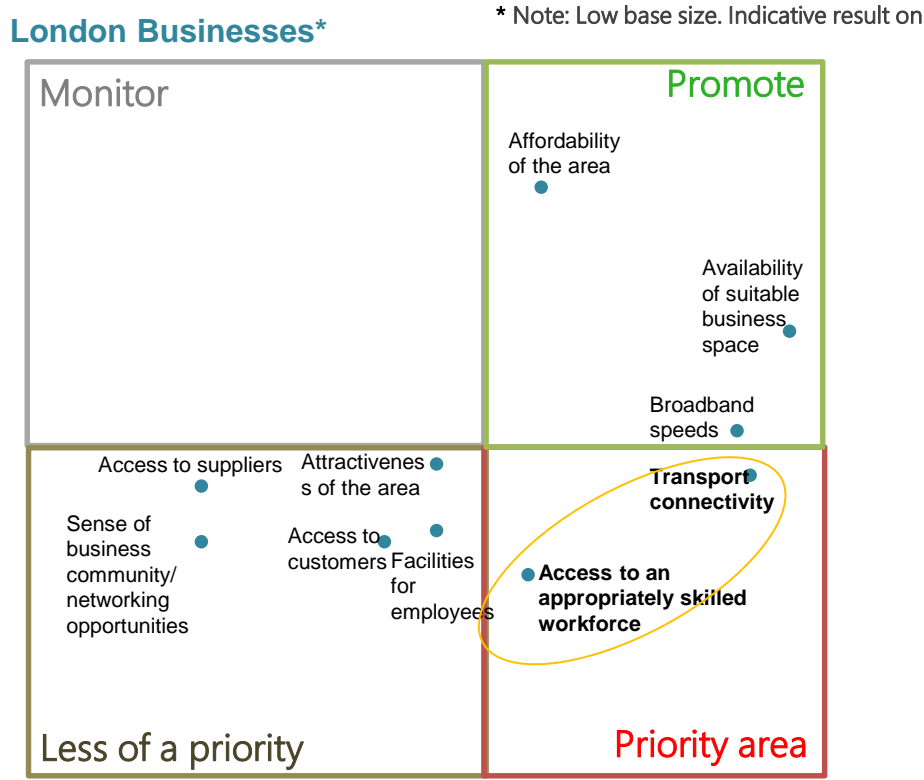 London Businesses*
* Note: Low base size. Indicative result on
Monitor
Promote
Affordability
of the area
Availability
of suitable
business
space
Broadband
speeds
Access to suppliers
Attractivenes
s of the area
Transport
connectivity
Sense of
business
community/
networking
opportunities
Access to
customers
Facilities
for
employees
Access to an
appropriately skilled
workforce
Less of a priority
Priority area